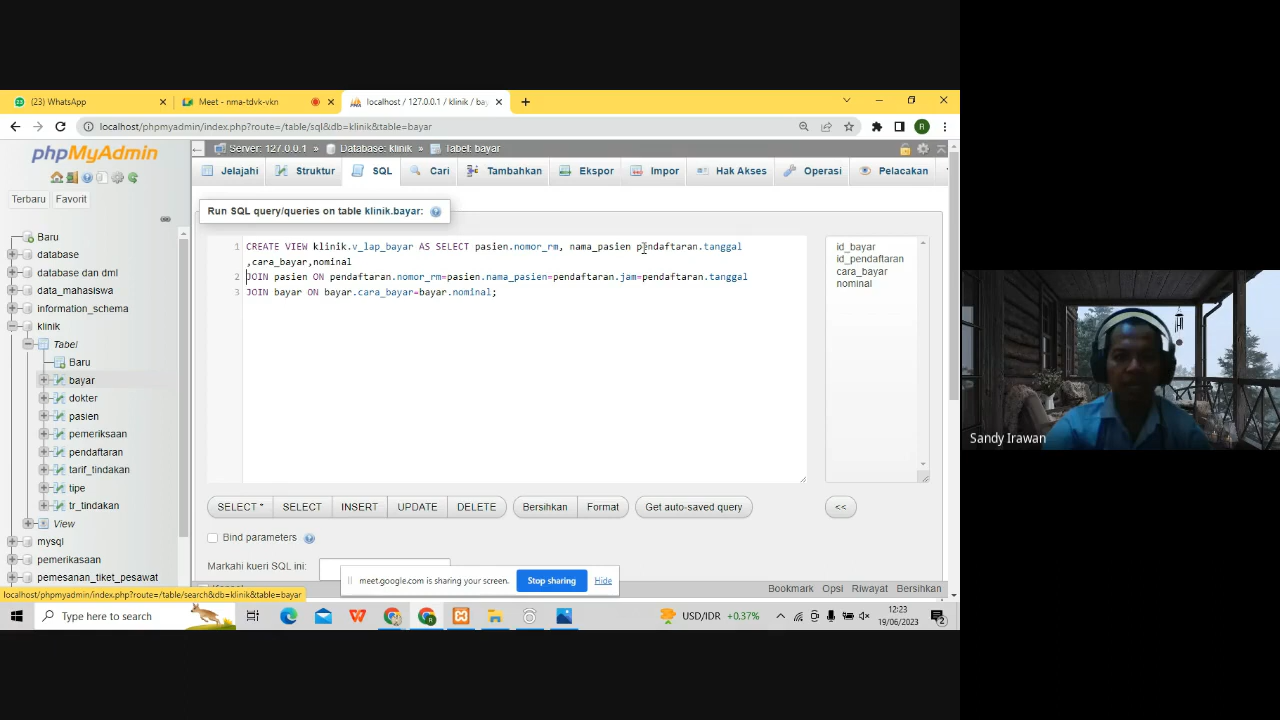 (23) WhatsApp
Meet - nma-tdvk-vkn
localhost / 127.0.0.1 / klinik / ba
localhost/phpmyadmin/index.php?route=/table/sql&db=klinik&table=bayar
R
phpMyAdmin
Terbaru
Favorit
Baru
database
database dan dml
data_mahasiswa
information_schema
klinik
Tabel
Baru
bayar
dokter
pasien
pemeriksaan
pendaftaran
tarif_tindakan
tipe
tr_tindakan
View
mysql
pemerikasaan
pemesanan_tiket_pesawat
Server: 127.0.0.1 » Database: klinik » Tabel: bayar
Jelajahi
Struktur
SQL
Cari
Tambahkan
Ekspor
Impor
Hak Akses
Operasi
Pelacakan
Run SQL query/queries on table klinik.bayar:
1 CREATE VIEW klinik.v_lap_bayar AS SELECT pasien.nomor_rm, nama_pasien pendaftaran.tanggal
,cara_bayar,nominal
2 JOIN pasien ON pendaftaran.nomor_rm=pasien.nama_pasien=pendaftaran.jam=pendaftaran.tanggal
3 JOIN bayar ON bayar.cara_bayar=bayar.nominal;
id_bayar
id_pendaftaran
cara_bayar
nominal
SELECT *
SELECT
INSERT
UPDATE
DELETE
Bersihkan
Format
Get auto-saved query
<<
Bind parameters
Markahi kueri SQL ini:
meet.google.com is sharing your screen.
Stop sharing
Hide
Bookmark
Opsi
Riwayat
Bersihkan
localhost/phpmyadmin/index.php?route=/table/search&db=klinik&table=bayar
Type here to search
USD/IDR +0.37%
12:23
19/06/2023
2
Sandy Irawan